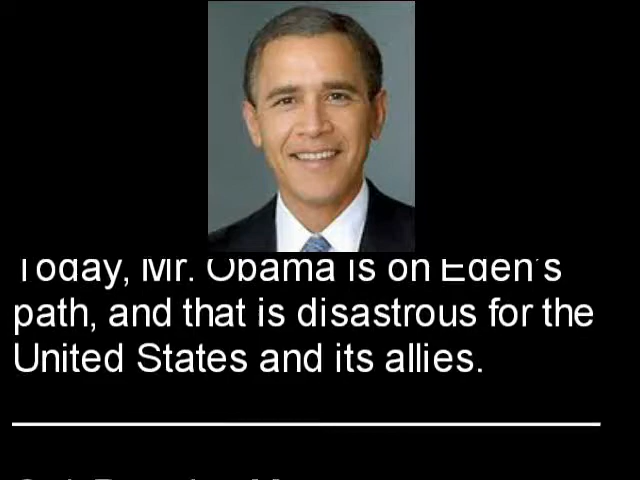 Today, Mr. Obama is on Eden's
path, and that is disastrous for the
United States and its allies.